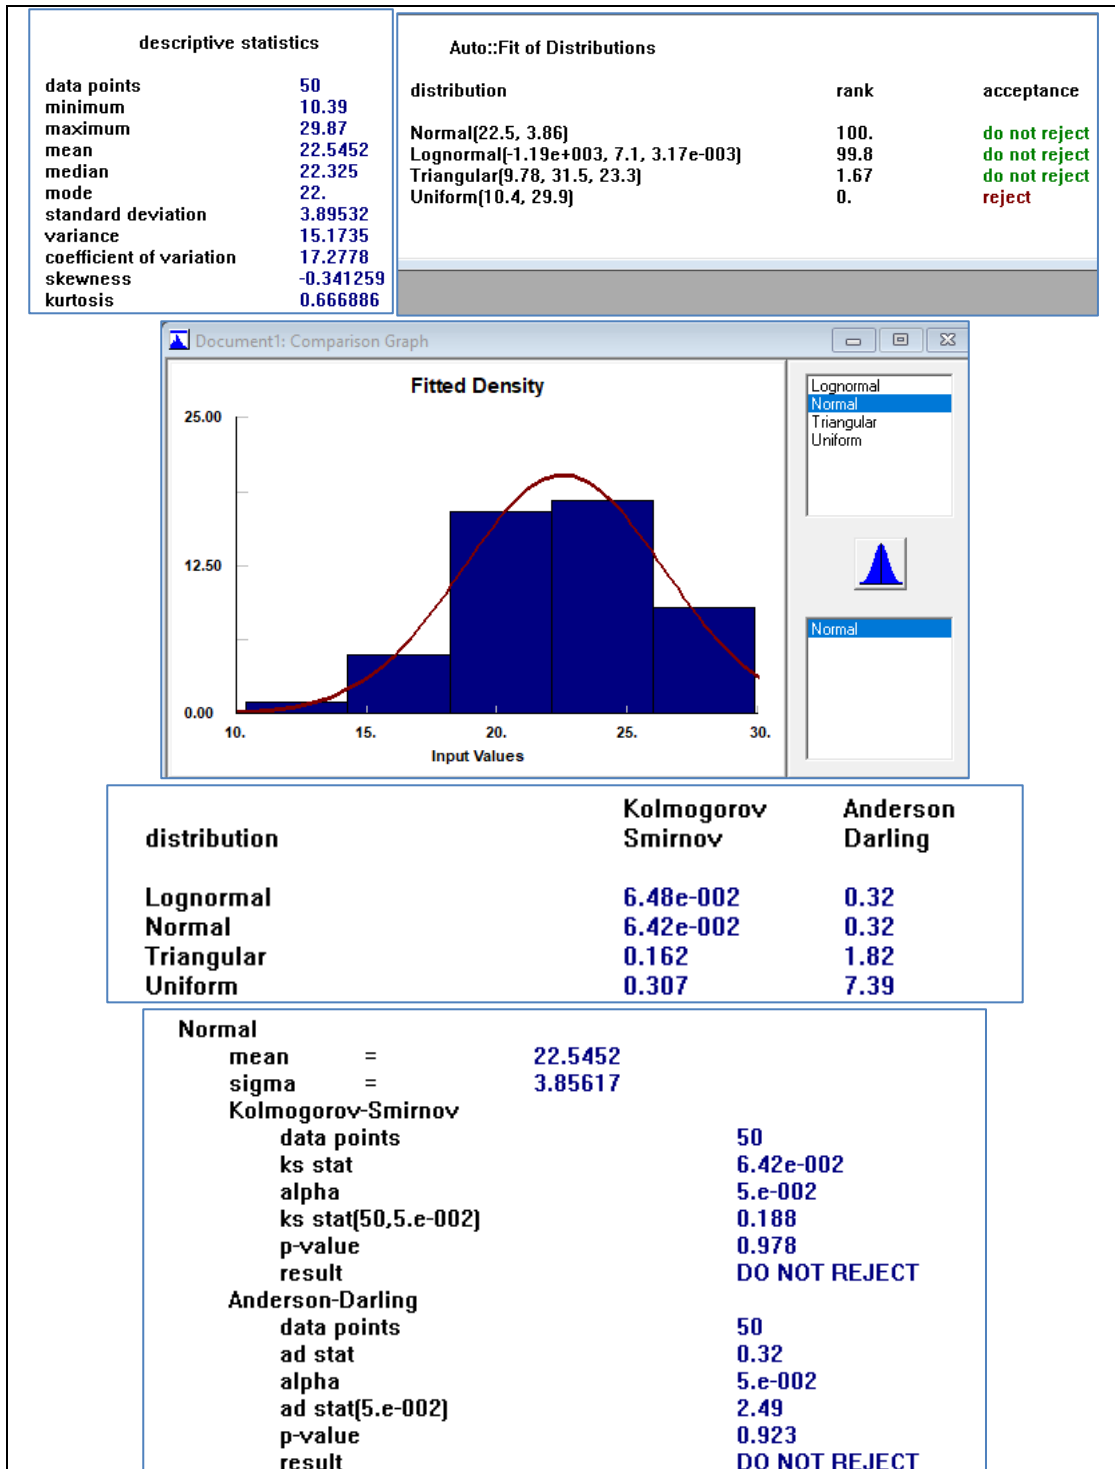 descriptive statistics
data points 50
minimum 10.39
maximum 29.87
mean 22.5452
median 22.325
mode 22.
standard deviation 3.89532
variance 15.1735
coefficient of variation 17.2778
skewness -0.341259
kurtosis 0.666886
Auto::Fit of Distributions
distribution rank acceptance
Normal(22.5, 3.86) 100. do not reject
Lognormal(-1.19e+003, 7.1, 3.17e-003) 99.8 do not reject
Triangular(9.78, 31.5, 23.3) 1.67 do not reject
Uniform(10.4, 29.9) 0. reject
Document1: Comparison Graph
Fitted Density
25.00
12.50
0.00
10. 15. 20. 25. 30.
Input Values
Lognormal
Normal
Triangular
Uniform
Normal
distribution Kolmogorov Smirnov Anderson Darling
Lognormal 6.48e-002 0.32
Normal 6.42e-002 0.32
Triangular 0.162 1.82
Uniform 0.307 7.39
Normal
mean = 22.5452
sigma = 3.85617
Kolmogorov-Smirnov
data points 50
ks stat 6.42e-002
alpha 5.e-002
ks stat(50,5.e-002) 0.188
p-value 0.978
result DO NOT REJECT
Anderson-Darling
data points 50
ad stat 0.32
alpha 5.e-002
ad stat(5.e-002) 2.49
p-value 0.923
result DO NOT REJECT